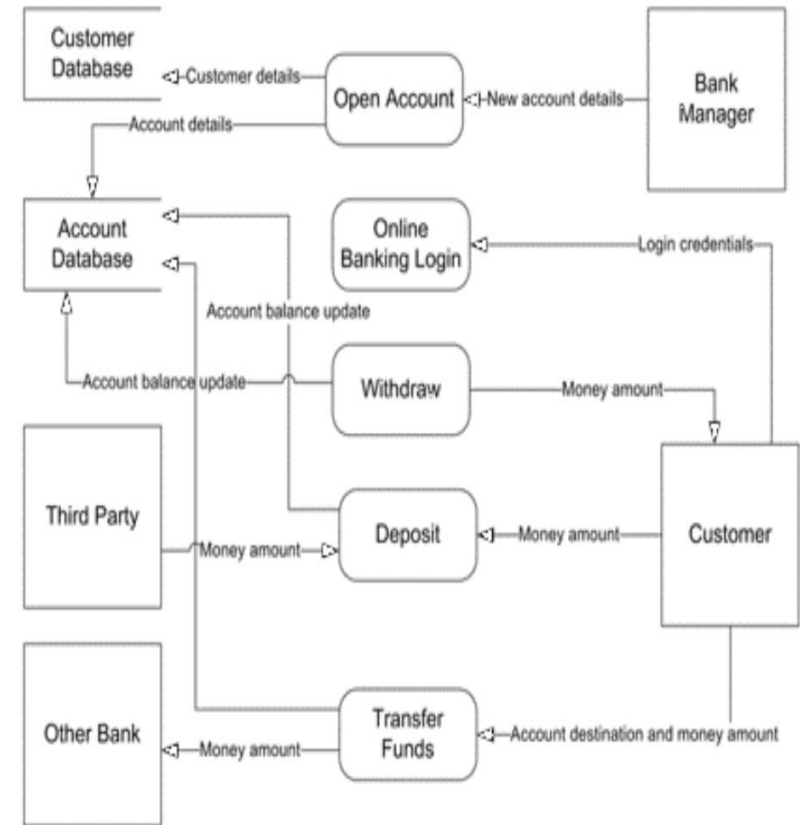 Customer
Database
Customer details
Open Account
New account details
Bank
Manager
Account details
Account
Database
Online
Banking Login
Login credentials
Account balance update
Account balance update
Withdraw
Money amount
Third Party
Money amount
Deposit
Money amount
Customer
Other Bank
Money amount
Transfer
Funds
Account destination and money amount